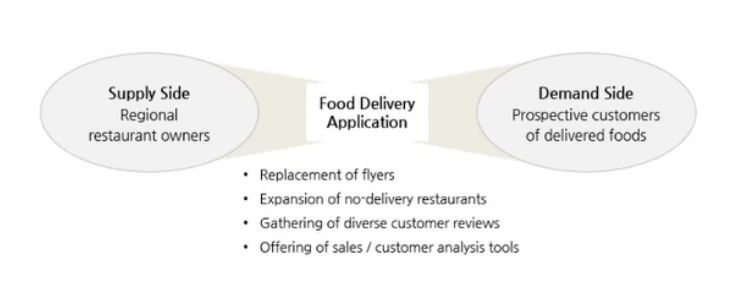 Supply Side
Regional
restaurant owners
Food Delivery
Application
Demand Side
Prospective customers
of delivered foods
• Replacement of flyers
• Expansion of no-delivery restaurants
• Gathering of diverse customer reviews
• Offering of sales / customer analysis tools